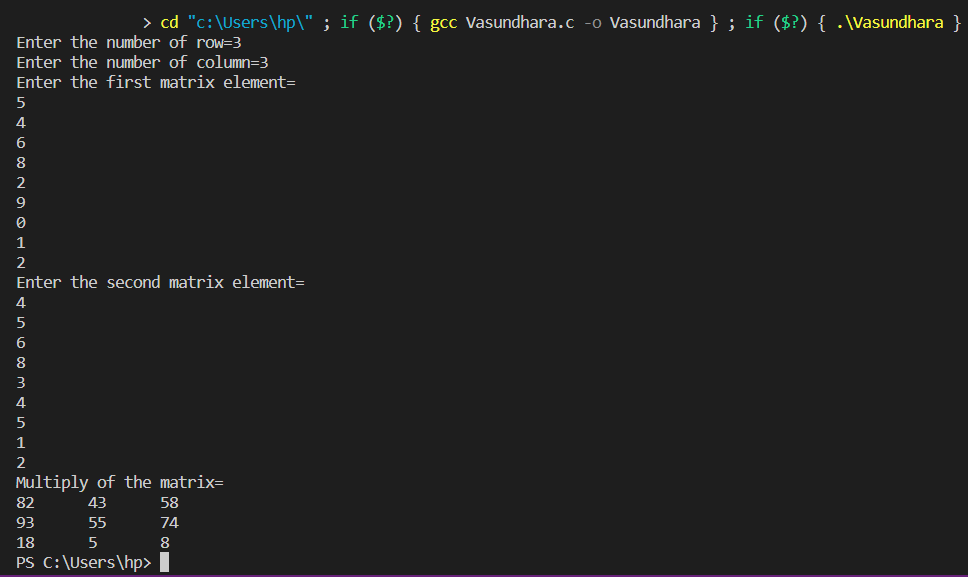 > cd "c:\Users\hp\" ; if ($?) { gcc Vasundhara.c -o Vasundhara } ; if ($?) { .\Vasundhara }
Enter the number of row=3
Enter the number of column=3
Enter the first matrix element=
5
4
6
8
2
9
0
1
2
Enter the second matrix element=
4
5
6
8
3
4
5
1
2
Multiply of the matrix=
82 43 58
93 55 74
18 5 8
PS C:\Users\hp>